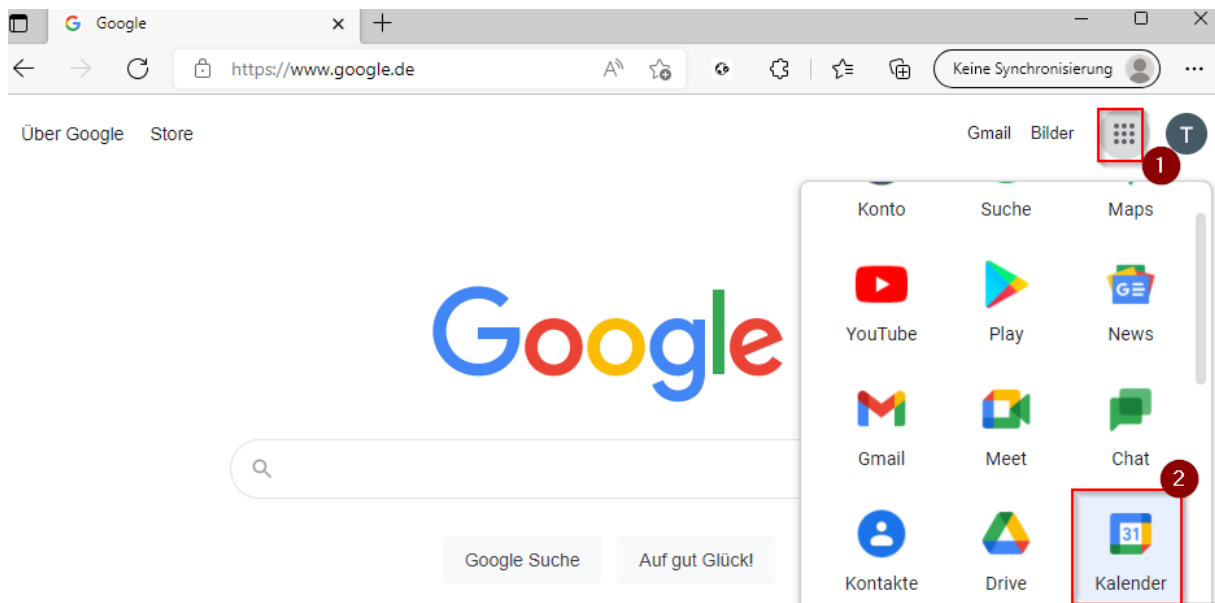 Google
https://www.google.de
Keine Synchronisierung
Über Google Store
Gmail Bilder
T
1
Konto Suche Maps
YouTube Play News
Google
Gmail Meet Chat
2
31
Kontakte Drive Kalender
Google Suche Auf gut Glück!